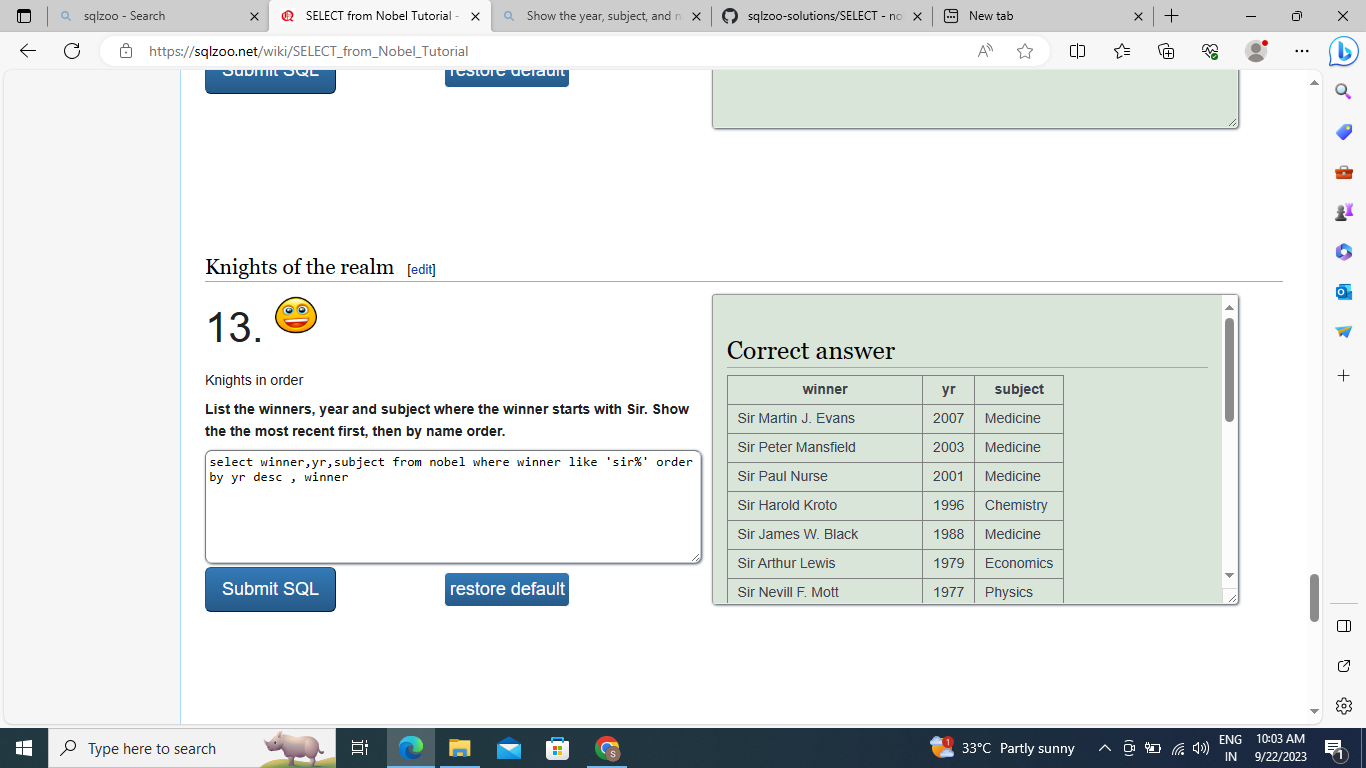 sqlzoo - Search
SELECT from Nobel Tutorial -
Show the year, subject, and n
sqlzoo-solutions/SELECT - no
New tab
https://sqlzoo.net/wiki/SELECT_from_Nobel_Tutorial
Submit SQL
restore default
Knights of the realm [edit]
13.
Knights in order
List the winners, year and subject where the winner starts with Sir. Show
the the most recent first, then by name order.
select winner,yr,subject from nobel where winner like 'sir%' order
by yr desc , winner
Submit SQL
restore default
Correct answer
winner yr subject
Sir Martin J. Evans 2007 Medicine
Sir Peter Mansfield 2003 Medicine
Sir Paul Nurse 2001 Medicine
Sir Harold Kroto 1996 Chemistry
Sir James W. Black 1988 Medicine
Sir Arthur Lewis 1979 Economics
Sir Nevill F. Mott 1977 Physics
Type here to search
S
1
33°C Partly sunny
ENG
IN
10:03 AM
9/22/2023
1